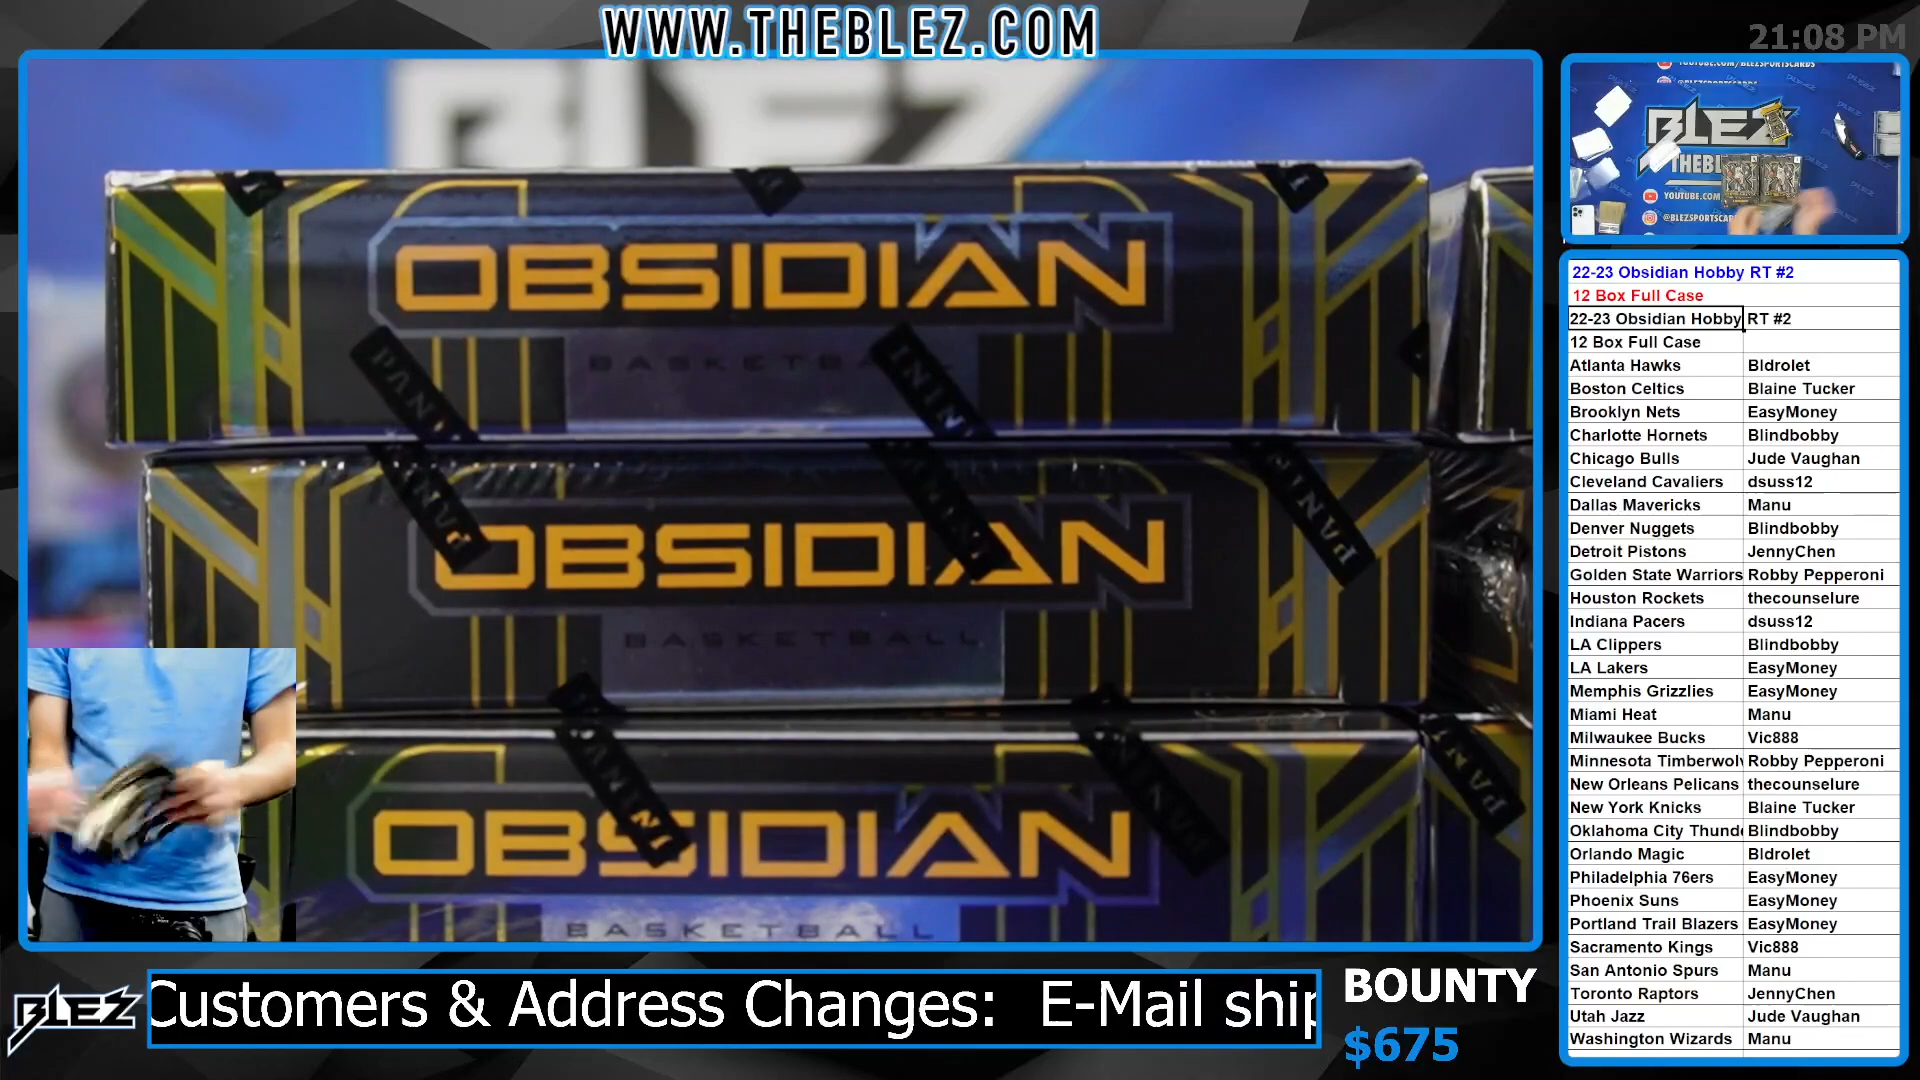 WWW.THEBLEZ.COM
21:08 PM
BLEZ
OBSIDIAN
BASKETBALL
PANINI
OBSIDIAN
BASKETBALL
PANINI
OBSIDIAN
BASKETBALL
BLEZ
YOUTUBE.COM
@BLEZSPORTSCA
22-23 Obsidian Hobby RT #2
12 Box Full Case
22-23 Obsidian Hobby RT #2
12 Box Full Case
Atlanta Hawks Bldrolet
Boston Celtics Blaine Tucker
Brooklyn Nets EasyMoney
Charlotte Hornets Blindbobby
Chicago Bulls Jude Vaughan
Cleveland Cavaliers dsuss12
Dallas Mavericks Manu
Denver Nuggets Blindbobby
Detroit Pistons JennyChen
Golden State Warriors Robby Pepperoni
Houston Rockets thecounselure
Indiana Pacers dsuss12
LA Clippers Blindbobby
LA Lakers EasyMoney
Memphis Grizzlies EasyMoney
Miami Heat Manu
Milwaukee Bucks Vic888
Minnesota Timberwolv Robby Pepperoni
New Orleans Pelicans thecounselure
New York Knicks Blaine Tucker
Oklahoma City Thunde Blindbobby
Orlando Magic Bldrolet
Philadelphia 76ers EasyMoney
Phoenix Suns EasyMoney
Portland Trail Blazers EasyMoney
Sacramento Kings Vic888
San Antonio Spurs Manu
Toronto Raptors JennyChen
Utah Jazz Jude Vaughan
Washington Wizards Manu
BLEZ
Customers & Address Changes: E-Mail ship
BOUNTY
$675